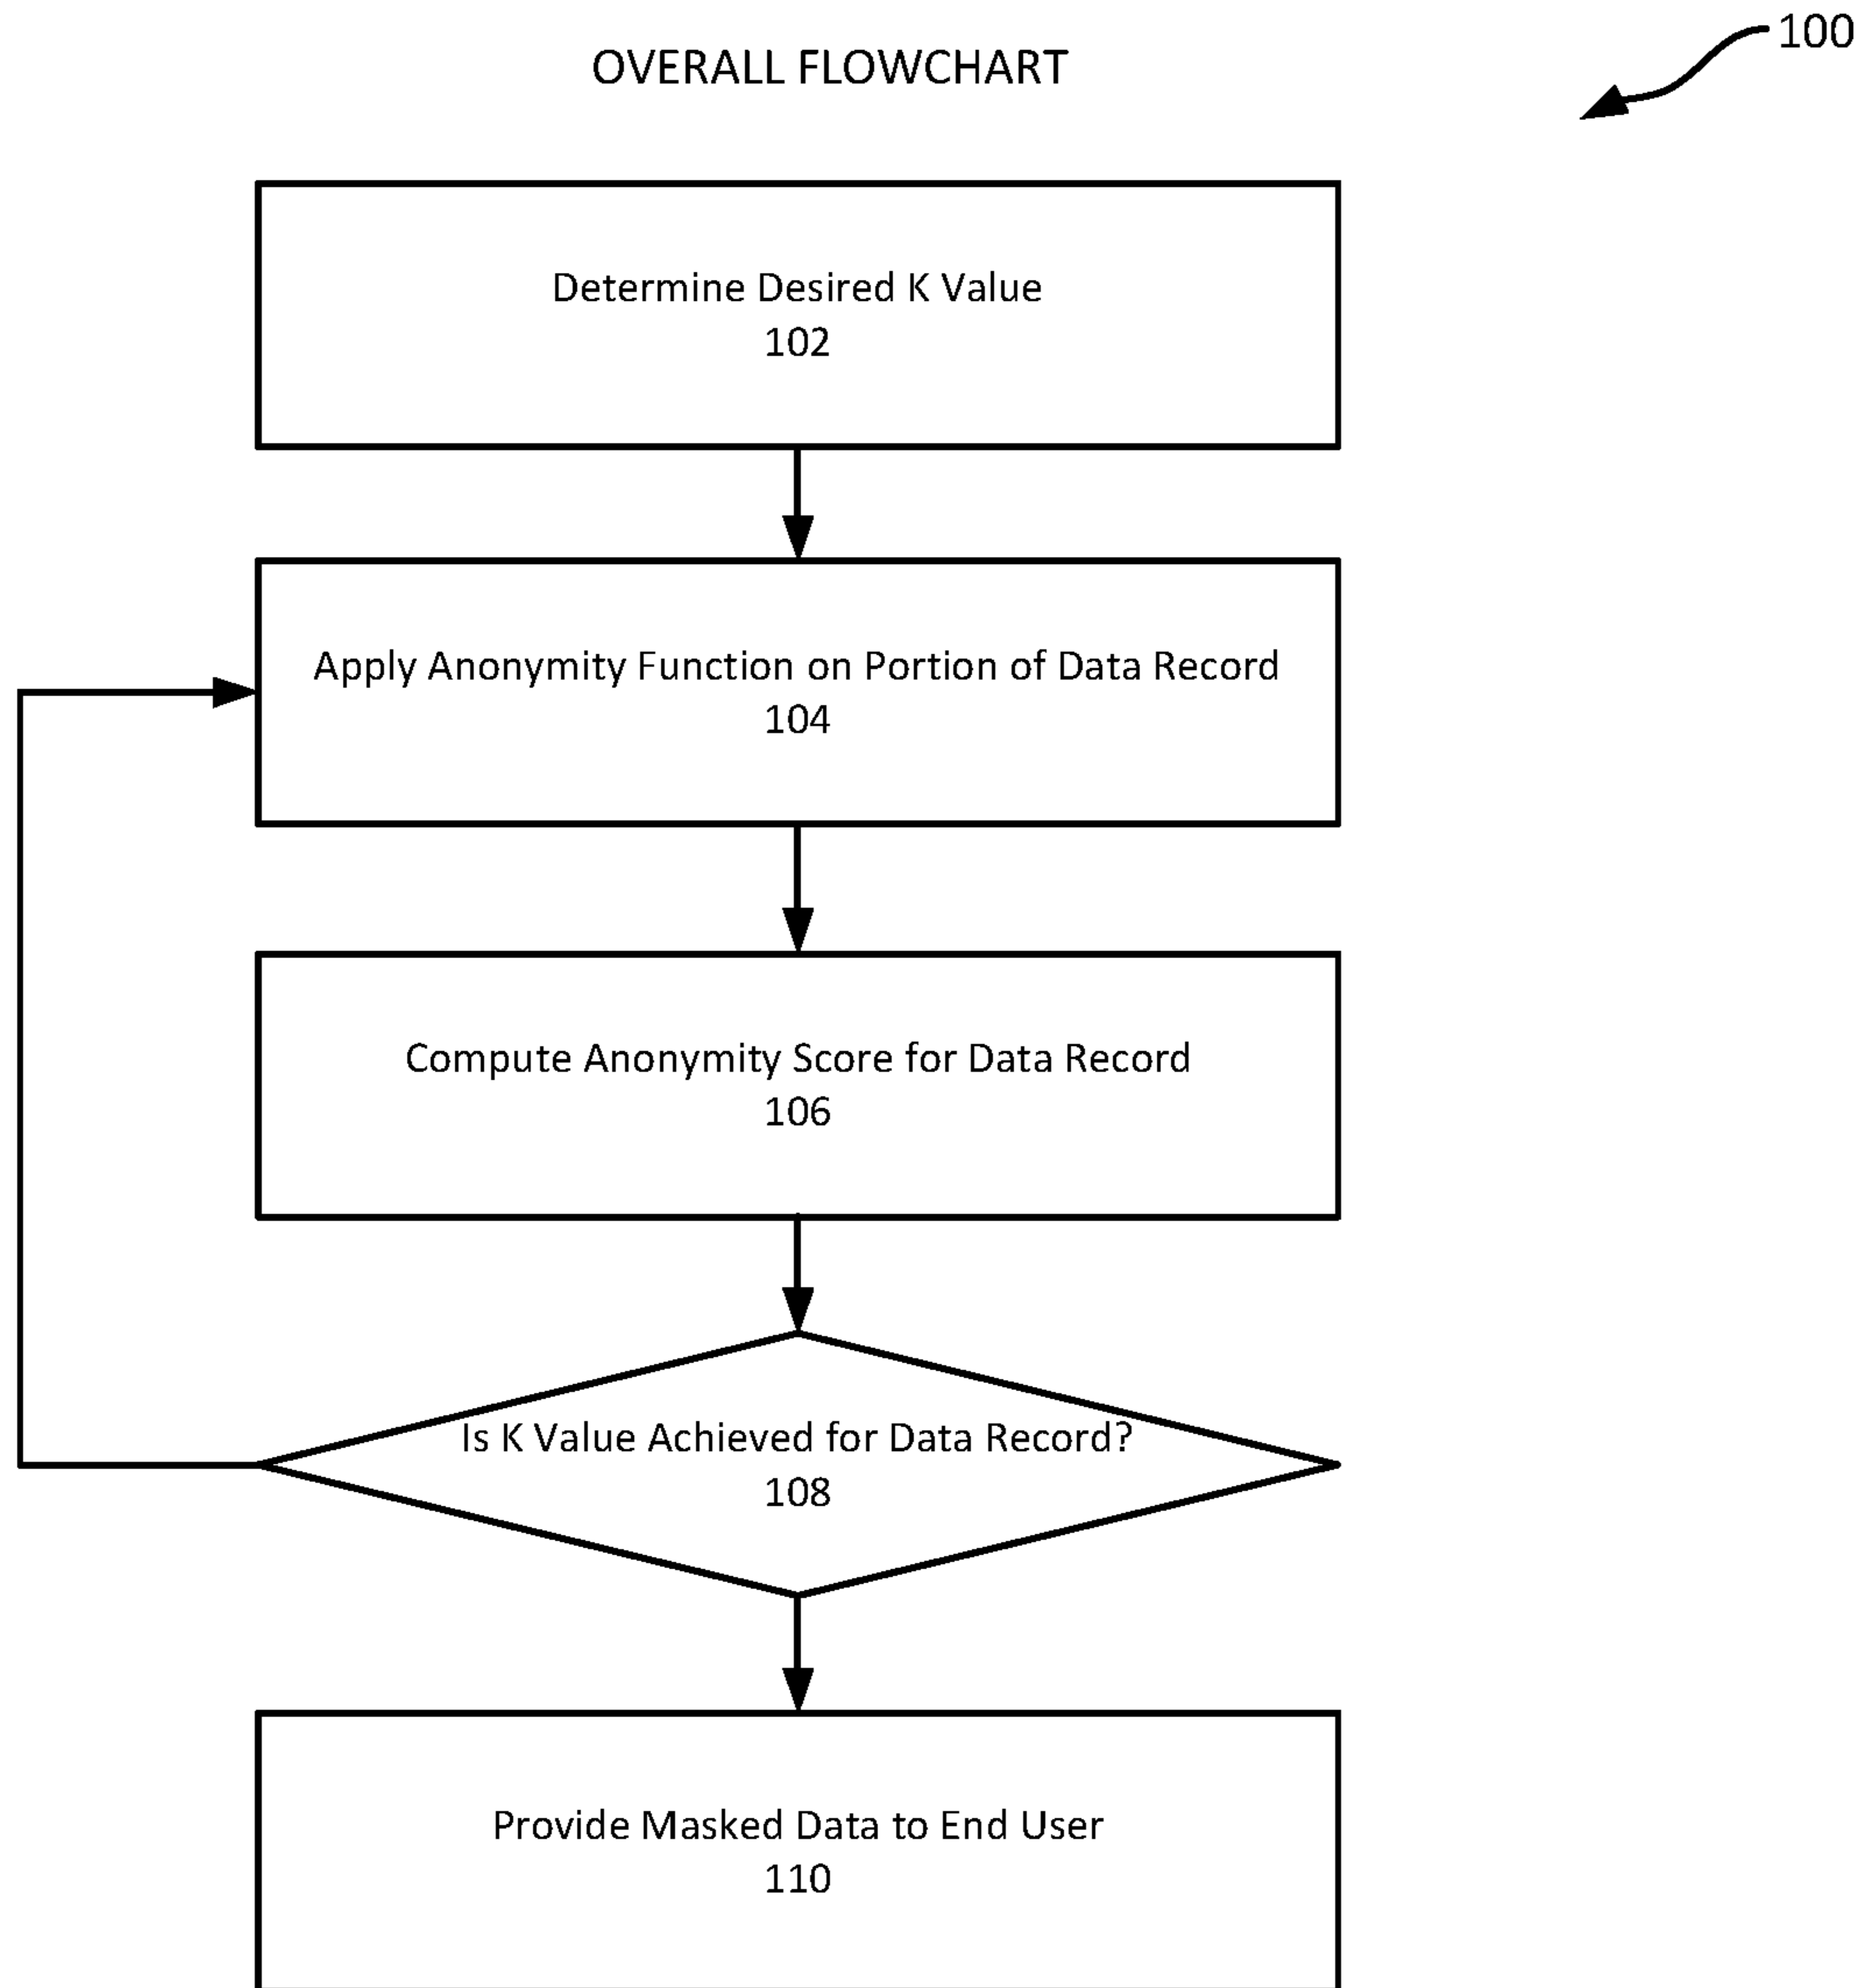 OVERALL FLOWCHART
100
Determine Desired K Value
102
Apply Anonymity Function on Portion of Data Record
104
Compute Anonymity Score for Data Record
106
Is K Value Achieved for Data Record?
108
Provide Masked Data to End User
110